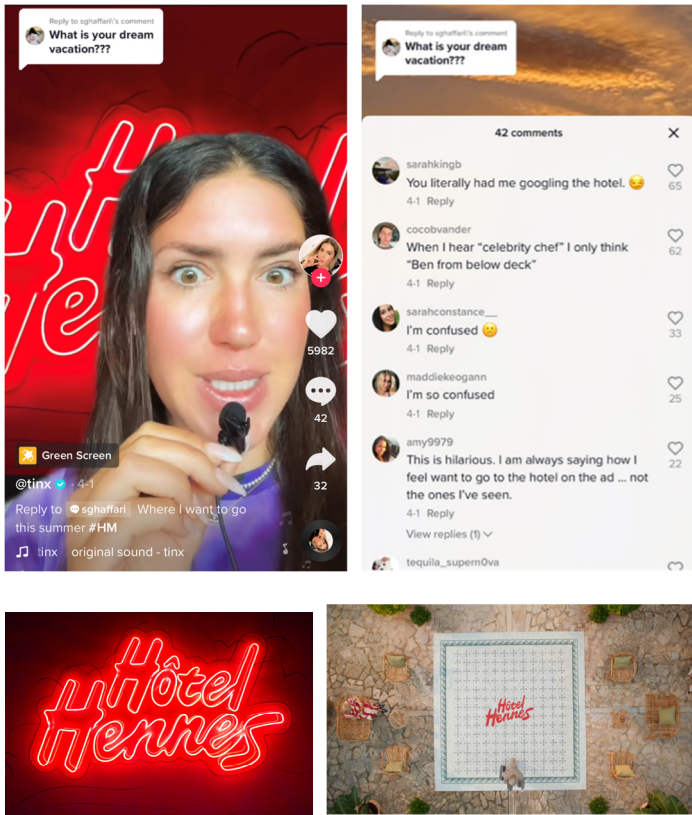 Reply to sghaffari\'s comment
What is your dream
vacation???
5982
42
32
Green Screen
@tinx · 4-1
Reply to sghaffari Where I want to go
this summer #HM
tinx original sound - tinx
Reply to sghaffari\'s comment
What is your dream
vacation???
42 comments
sarahkingb
You literally had me googling the hotel. 😏
65
4-1 Reply
cocobvander
When I hear “celebrity chef” I only think
“Ben from below deck”
62
4-1 Reply
sarahconstance__
I’m confused 😕
33
4-1 Reply
maddiekeogann
I’m so confused
25
4-1 Reply
amy9979
This is hilarious. I am always saying how I
feel want to go to the hotel on the ad ... not
the ones I’ve seen.
22
4-1 Reply
View replies (1)
tequila_supern0va
Hôtel
Hennes
Hôtel
Hennes